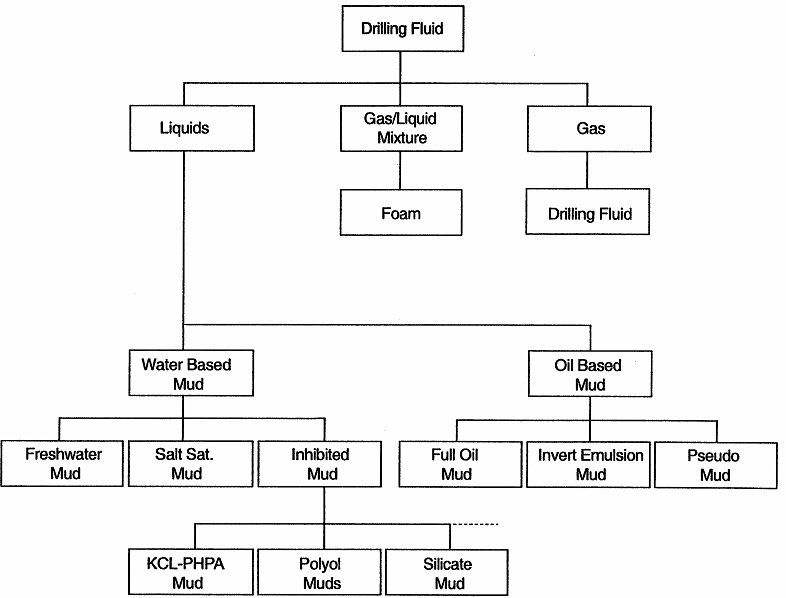 Drilling Fluid
Liquids
Gas/Liquid
Mixture
Gas
Foam
Drilling Fluid
Water Based
Mud
Oil Based
Mud
Freshwater
Mud
Salt Sat.
Mud
Inhibited
Mud
Full Oil
Mud
Invert Emulsion
Mud
Pseudo
Mud
KCL-PHPA
Mud
Polyol
Muds
Silicate
Mud